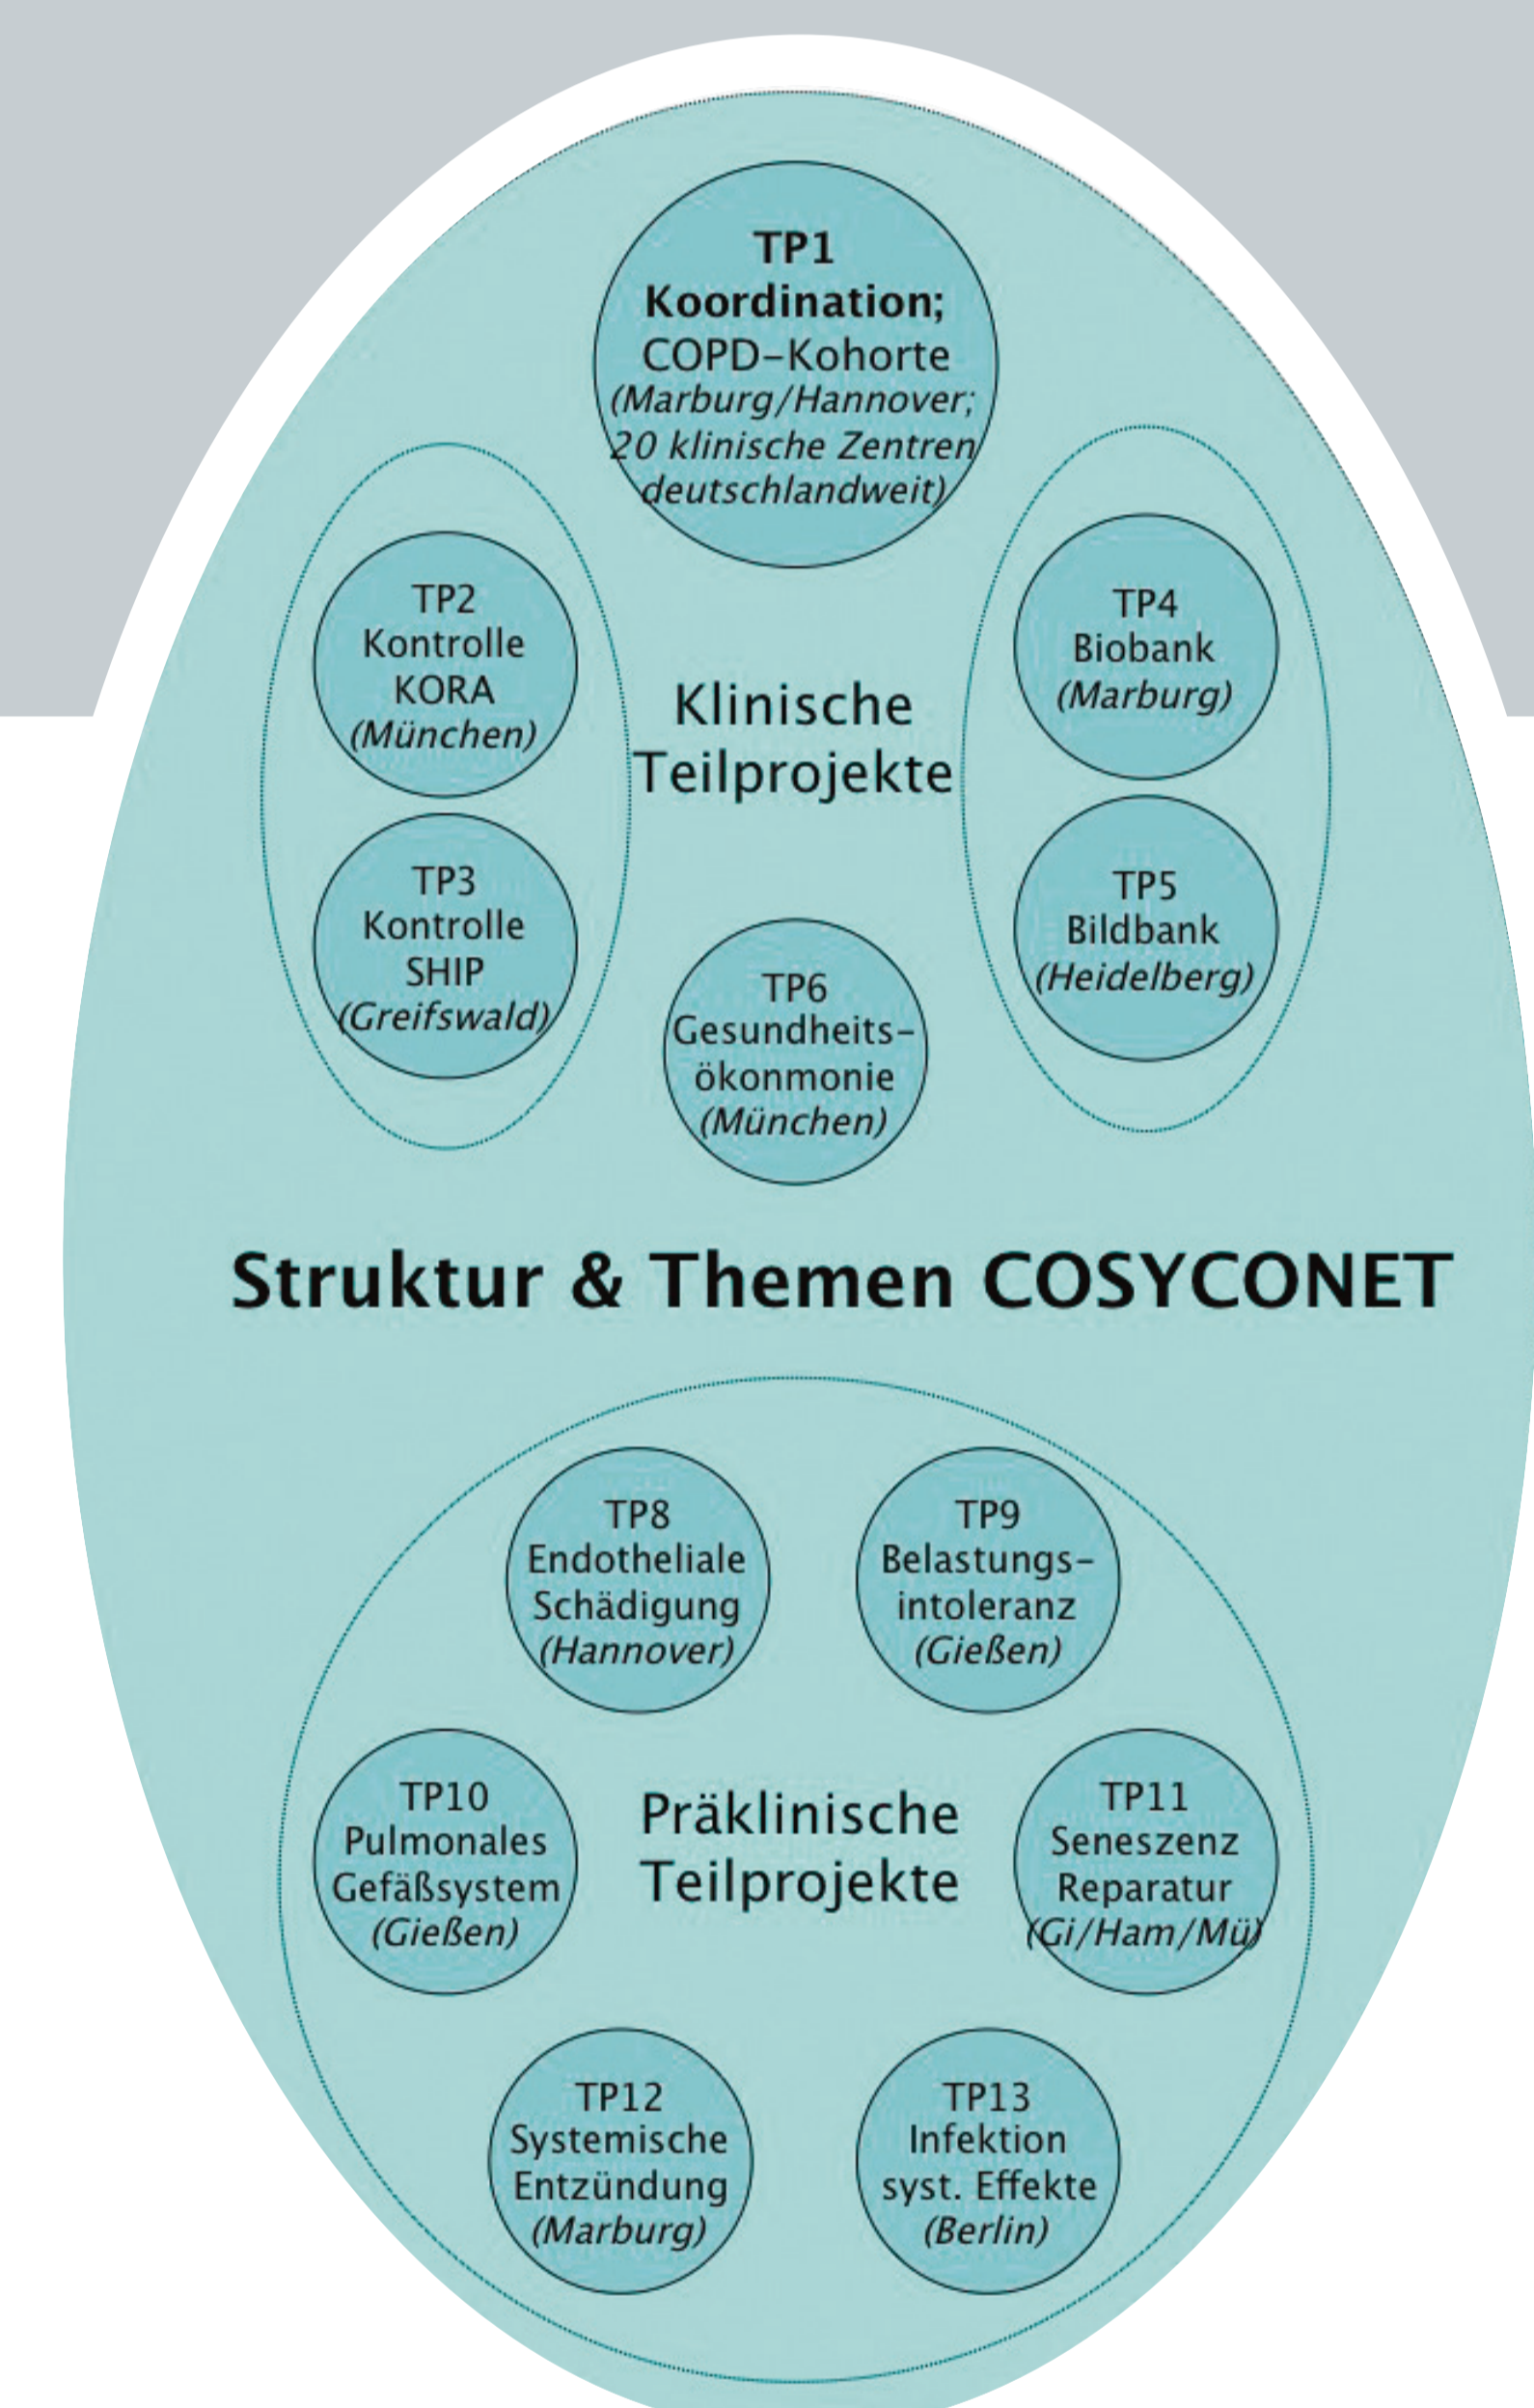 TP1
Koordination;
COPD-Kohorte
(Marburg/Hannover;
20 klinische Zentren
deutschlandweit)
TP2
Kontrolle
KORA
(München)
TP3
Kontrolle
SHIP
(Greifswald)
Klinische
Teilprojekte
TP4
Biobank
(Marburg)
TP5
Bildbank
(Heidelberg)
TP6
Gesundheits-
ökonmonie
(München)
Struktur & Themen COSYCONET
TP8
Endotheliale
Schädigung
(Hannover)
TP9
Belastungs-
intoleranz
(Gießen)
TP10
Pulmonales
Gefäßsystem
(Gießen)
Präklinische
Teilprojekte
TP11
Seneszenz
Reparatur
(Gi/Ham/Mü)
TP12
Systemische
Entzündung
(Marburg)
TP13
Infektion
syst. Effekte
(Berlin)